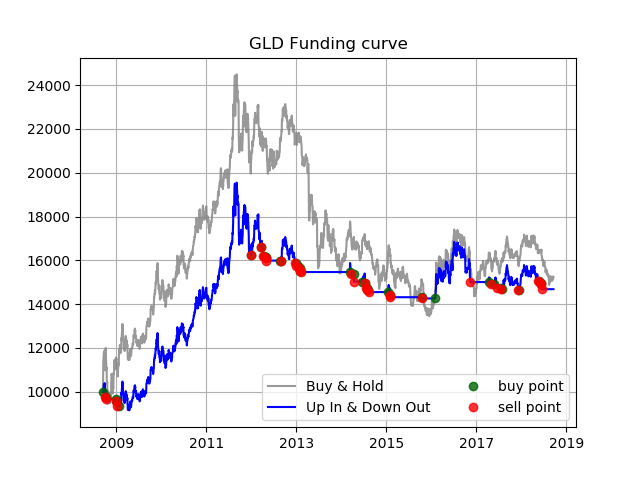 GLD Funding curve
24000
22000
20000
18000
16000
14000
12000
10000
Buy & Hold
buy point
Up In & Down Out
sell point
2009 2011 2013 2015 2017 2019